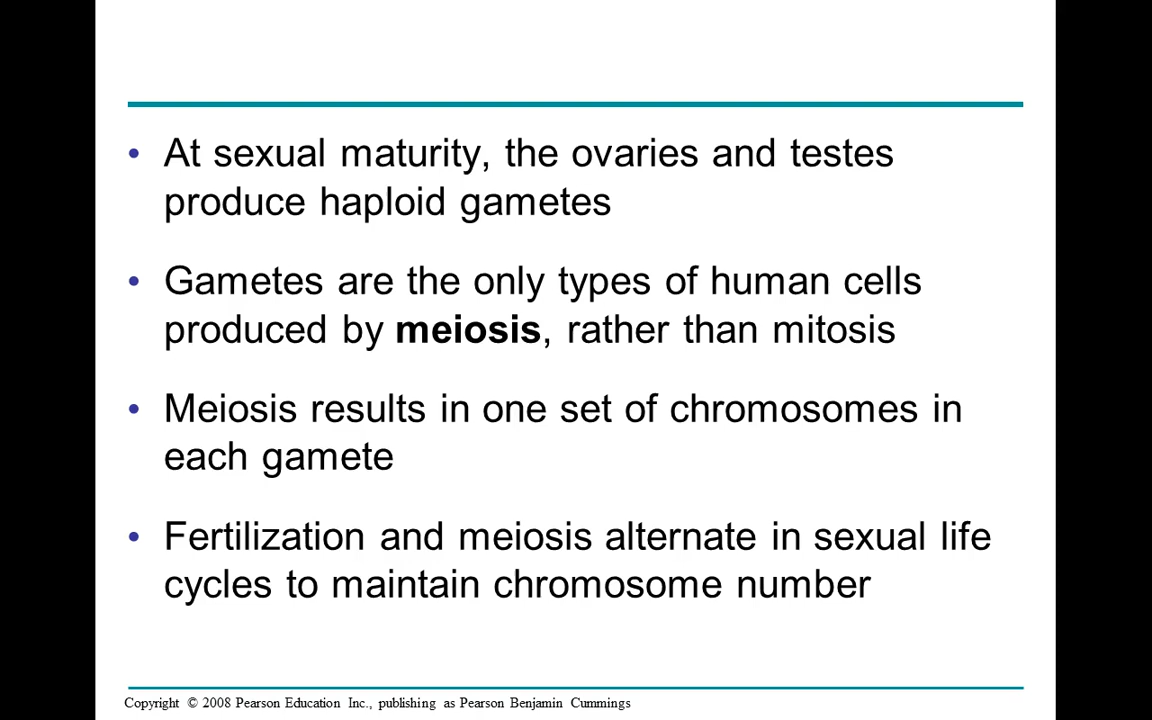 • At sexual maturity, the ovaries and testes
produce haploid gametes
• Gametes are the only types of human cells
produced by meiosis, rather than mitosis
• Meiosis results in one set of chromosomes in
each gamete
• Fertilization and meiosis alternate in sexual life
cycles to maintain chromosome number
Copyright © 2008 Pearson Education Inc., publishing as Pearson Benjamin Cummings